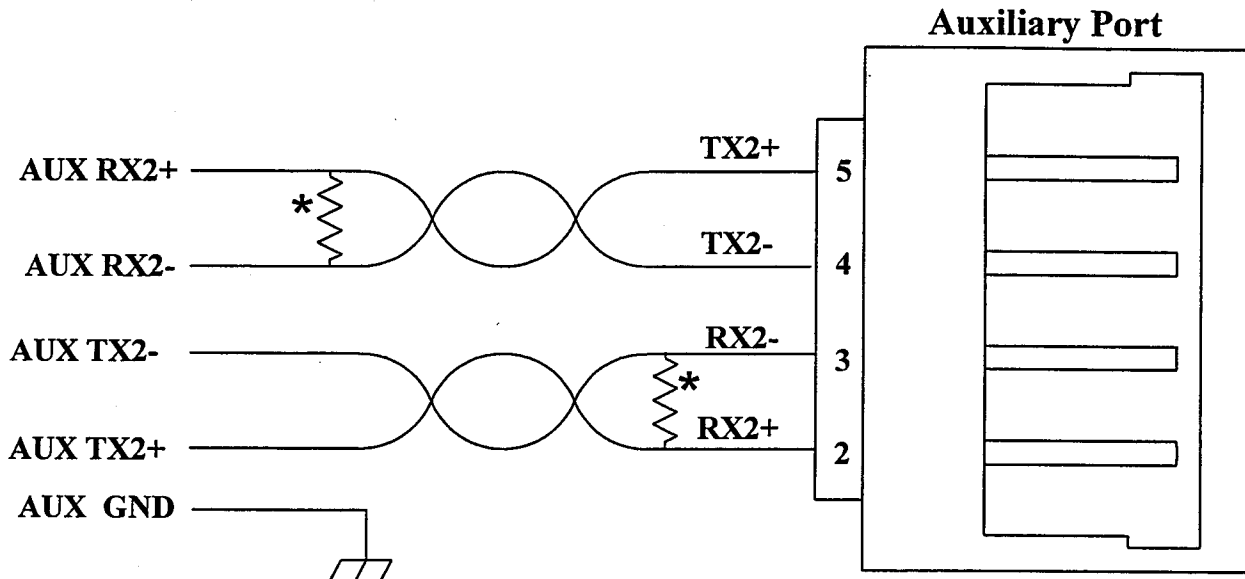 Auxiliary Port
AUX RX2+
*
TX2+
5
AUX RX2-
TX2-
4
AUX TX2-
RX2-
3
*
AUX TX2+
RX2+
2
AUX GND